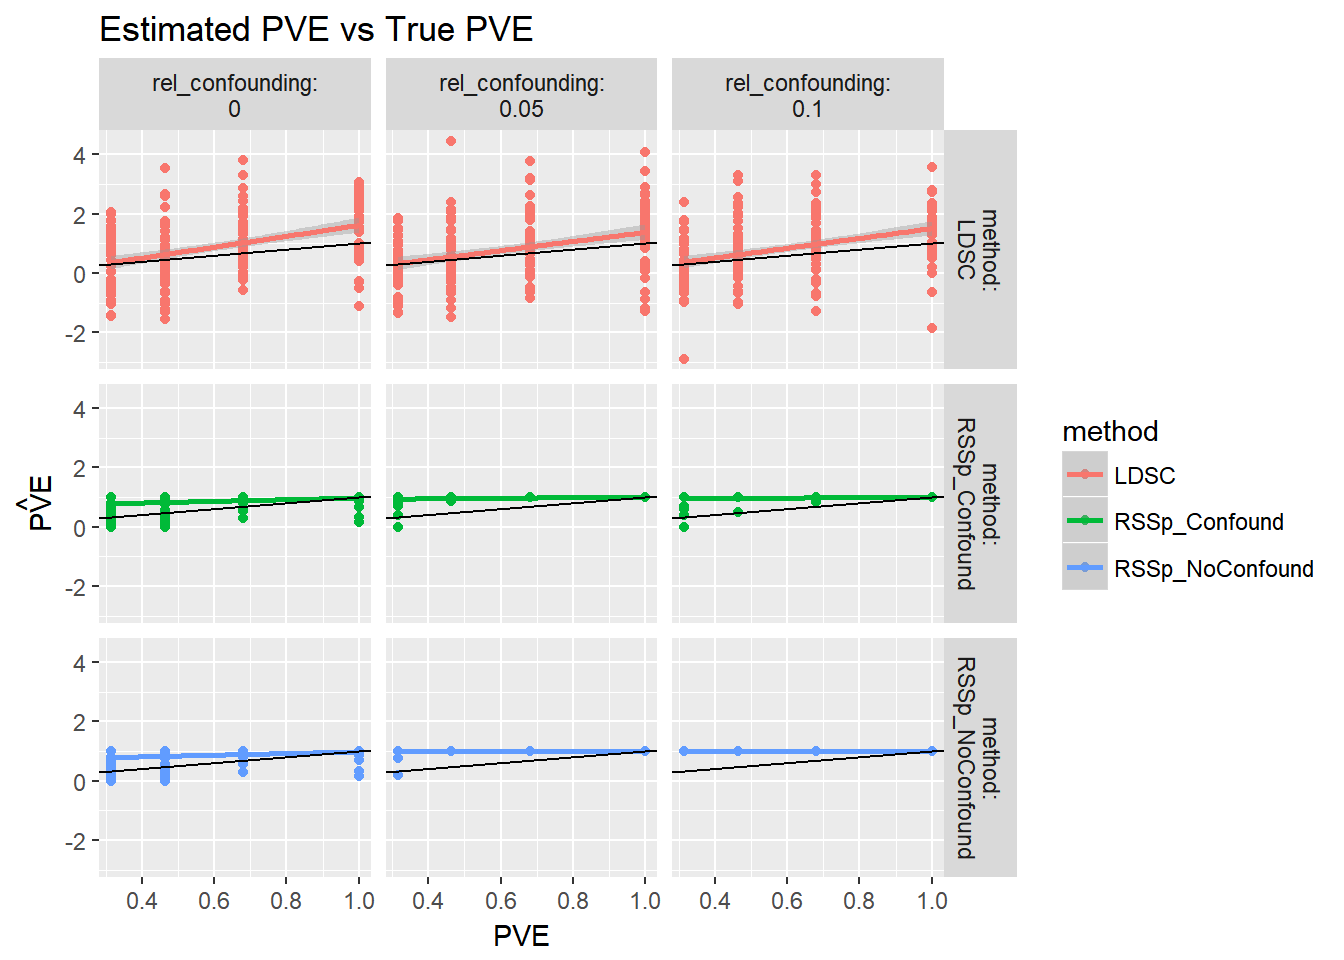 Estimated PVE vs True PVE
rel_confounding:
0
rel_confounding:
0.05
rel_confounding:
0.1
4
2
0
-2
method:
LDSC
4
2
0
-2
method:
RSSp_Confound
4
2
0
-2
method:
RSSp_NoConfound
0.4 0.6 0.8 1.0
0.4 0.6 0.8 1.0
0.4 0.6 0.8 1.0
PVE
PV̂E
method
LDSC
RSSp_Confound
RSSp_NoConfound